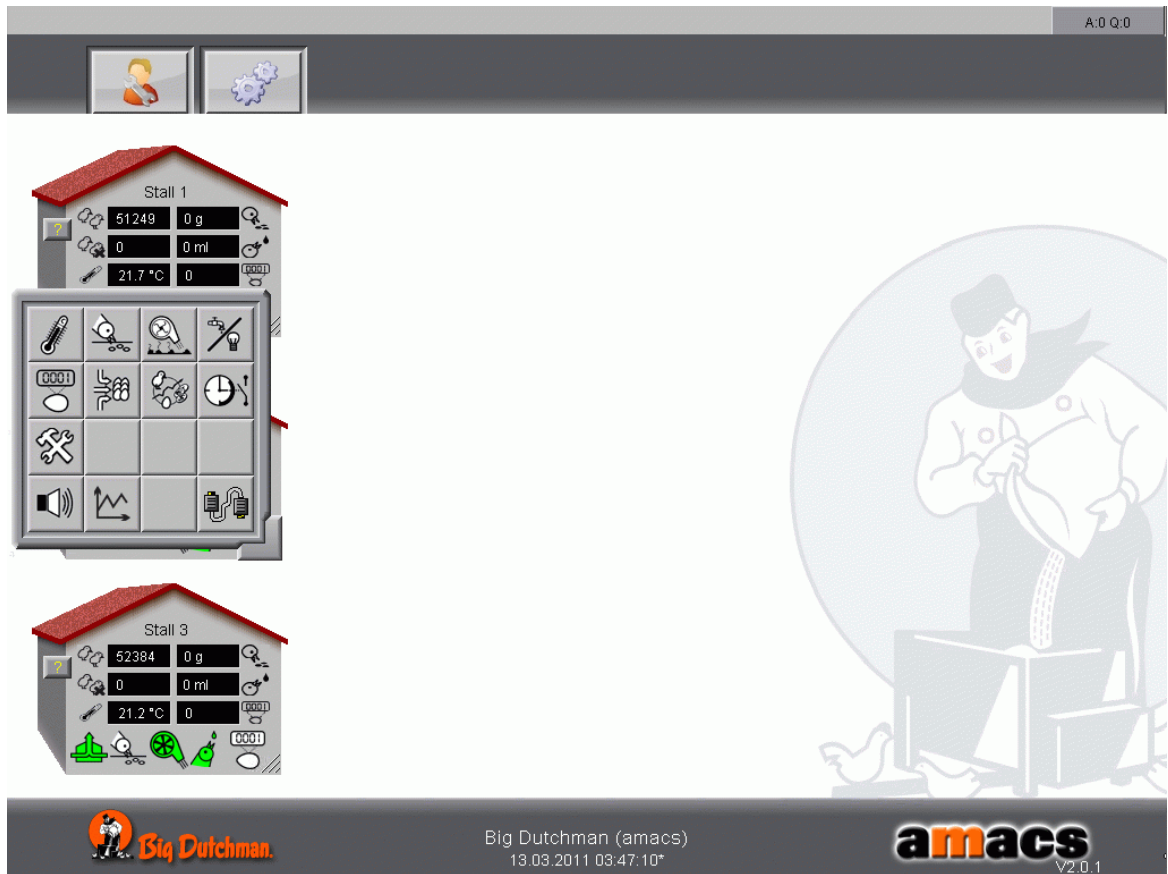 A:0 Q:0
Stall 1
?
51249 0 g
0 0 ml
21.7 °C 0
0001
0001
Stall 3
?
52384 0 g
0 0 ml
21.2 °C 0
0001
0001
Big Dutchman.
Big Dutchman (amacs)
13.03.2011 03:47:10*
amacs
V2.0.1